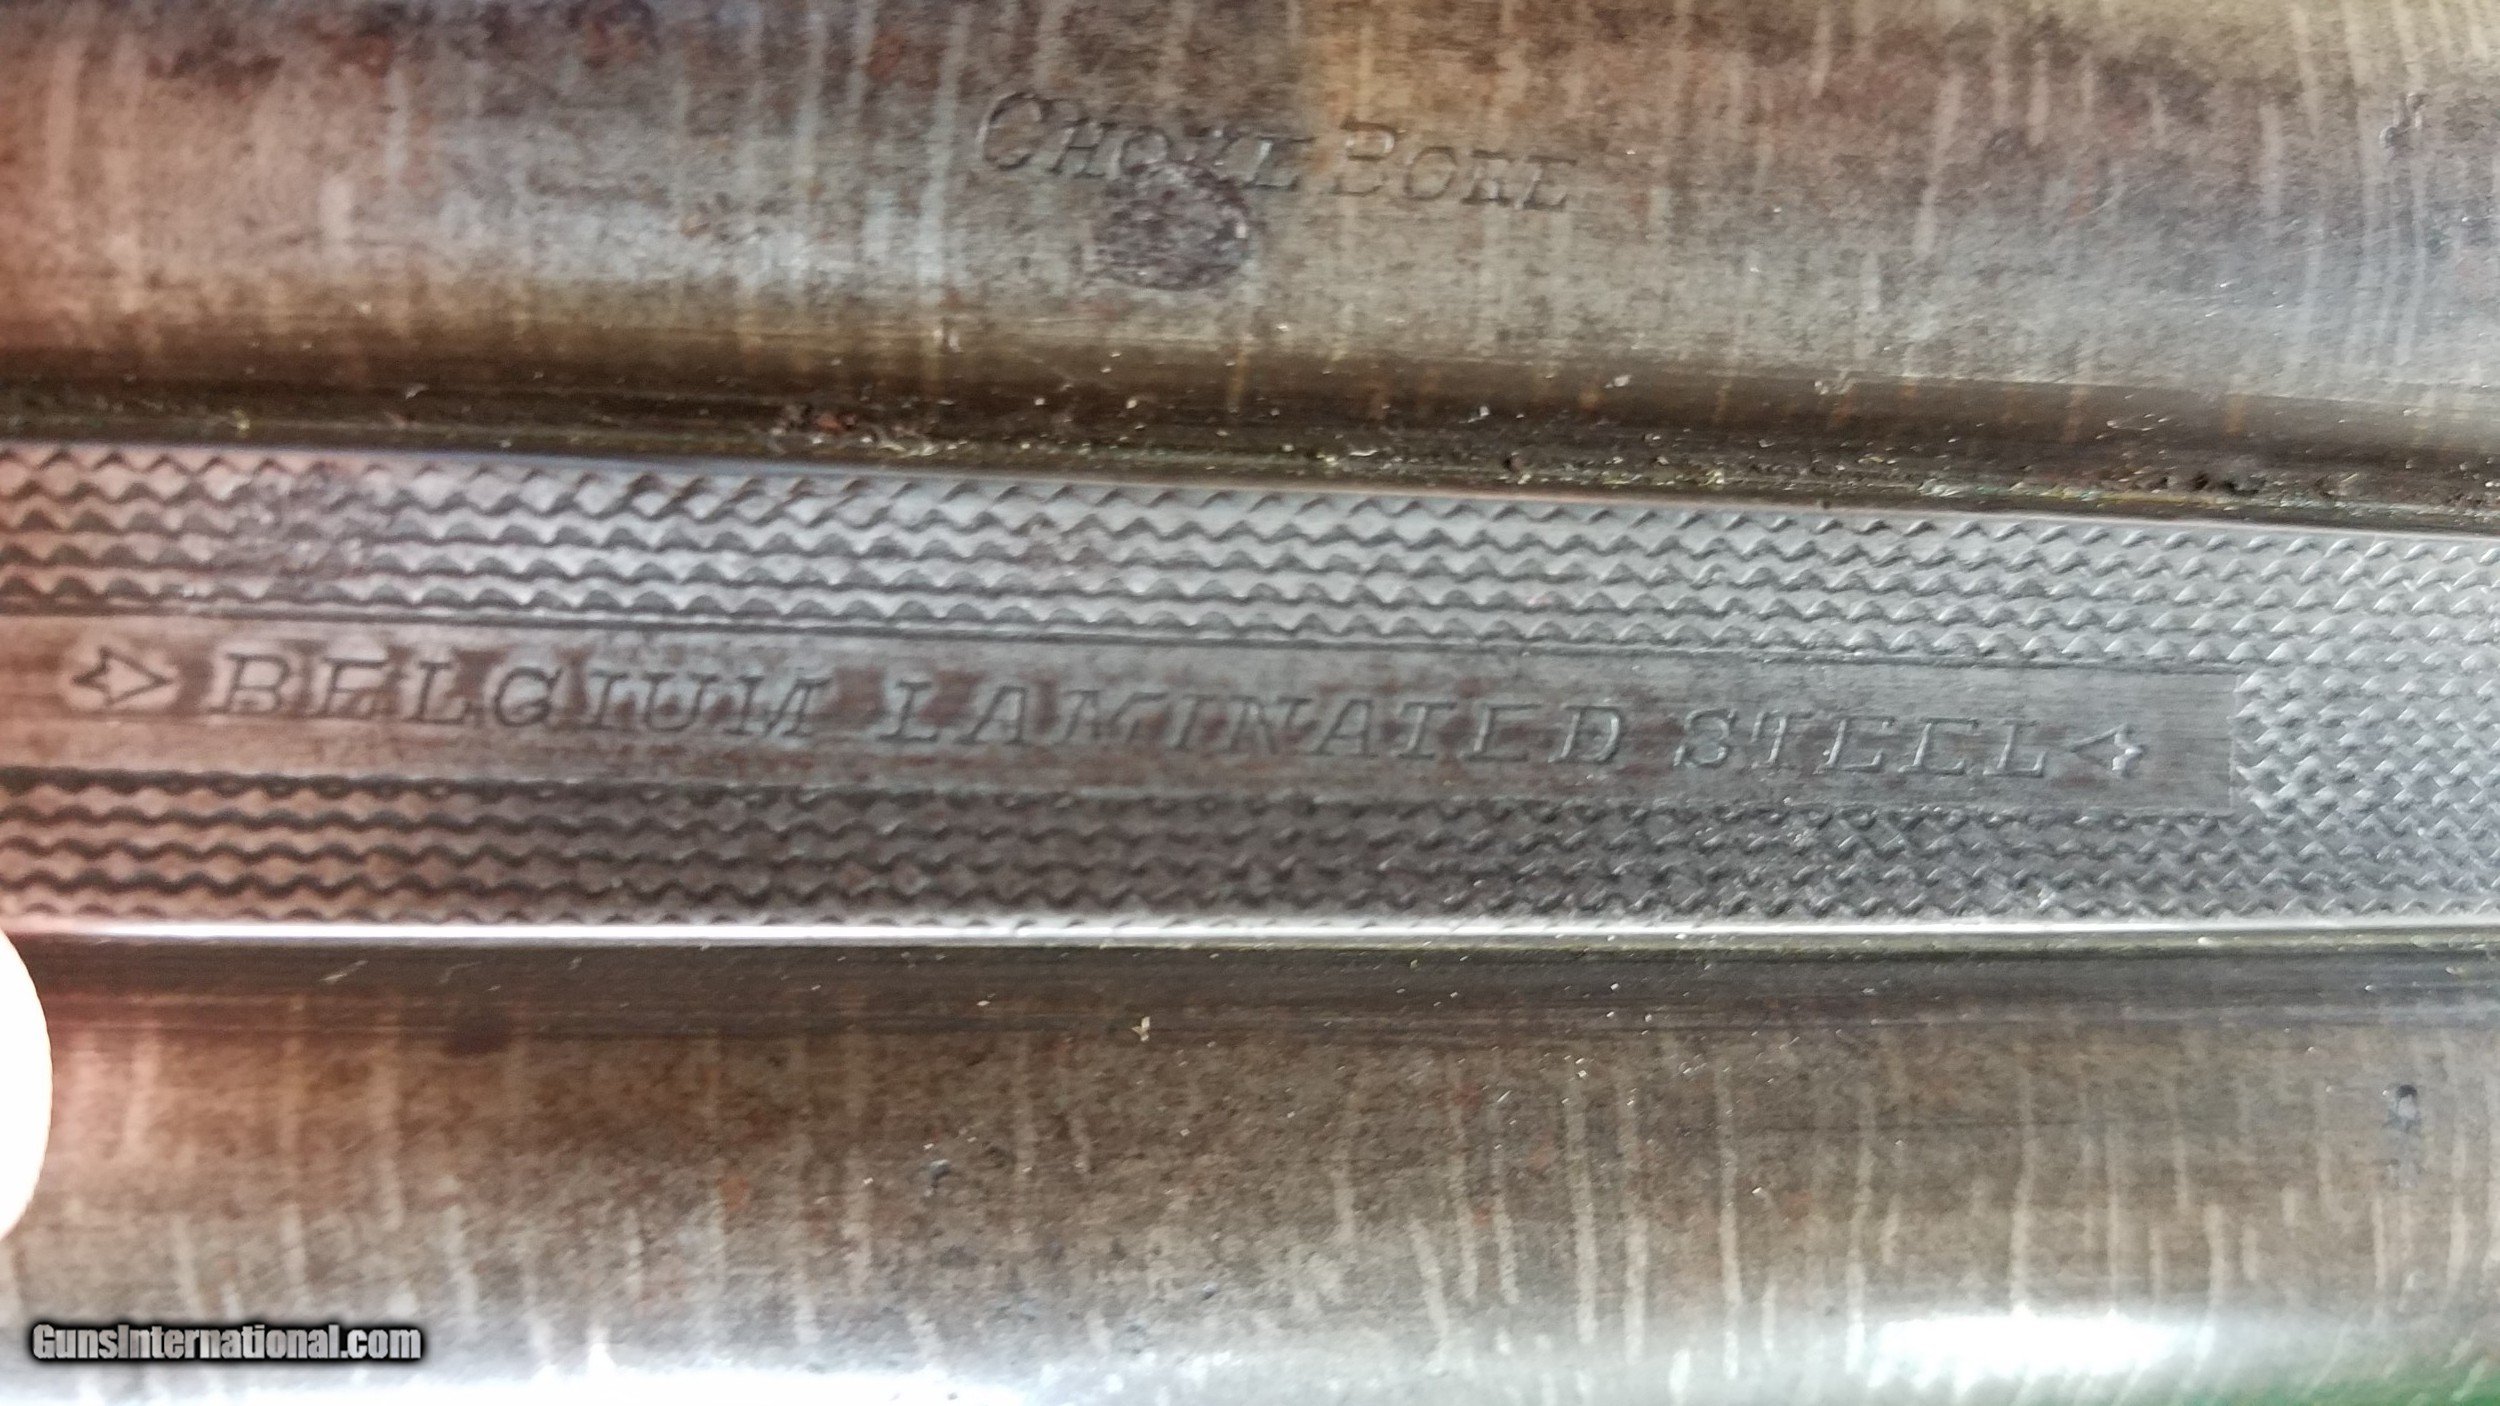 CHOKE BORE
BELGIUM LAMINATED STEEL
GunsInternational.com